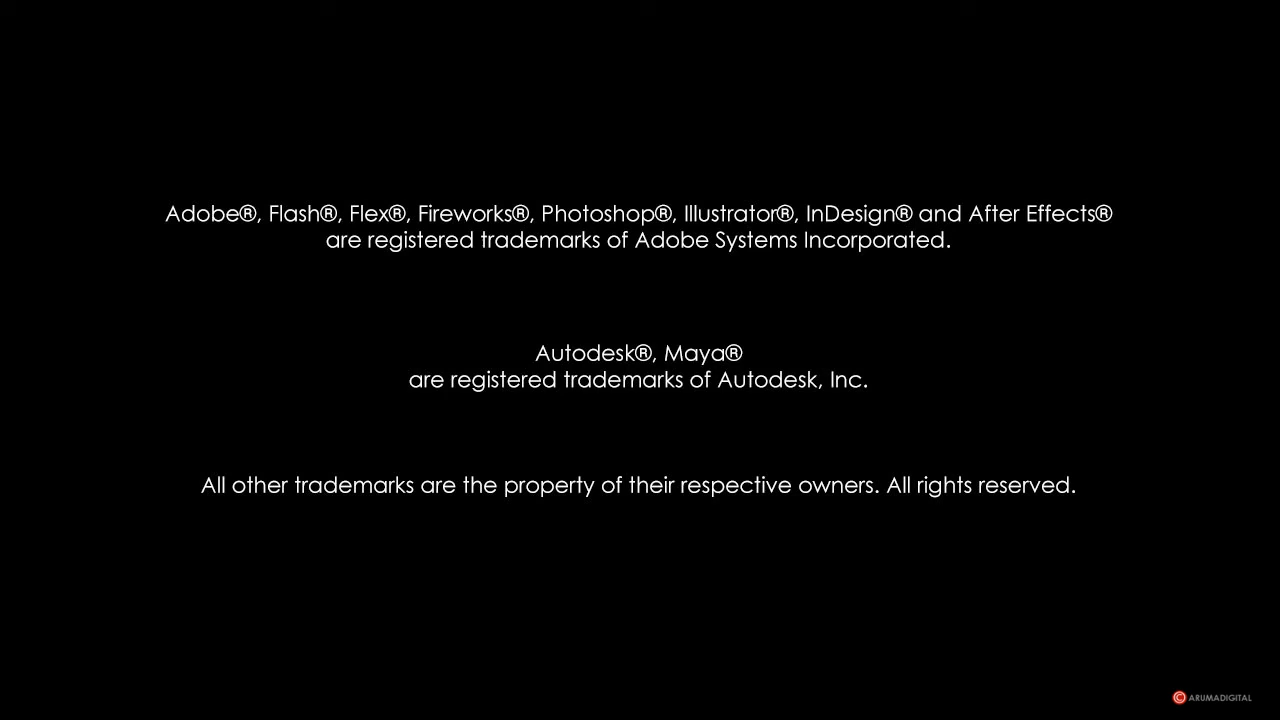 Adobe®, Flash®, Flex®, Fireworks®, Photoshop®, Illustrator®, InDesign® and After Effects®
are registered trademarks of Adobe Systems Incorporated.
Autodesk®, Maya®
are registered trademarks of Autodesk, Inc.
All other trademarks are the property of their respective owners. All rights reserved.
© ARUMADIGITAL